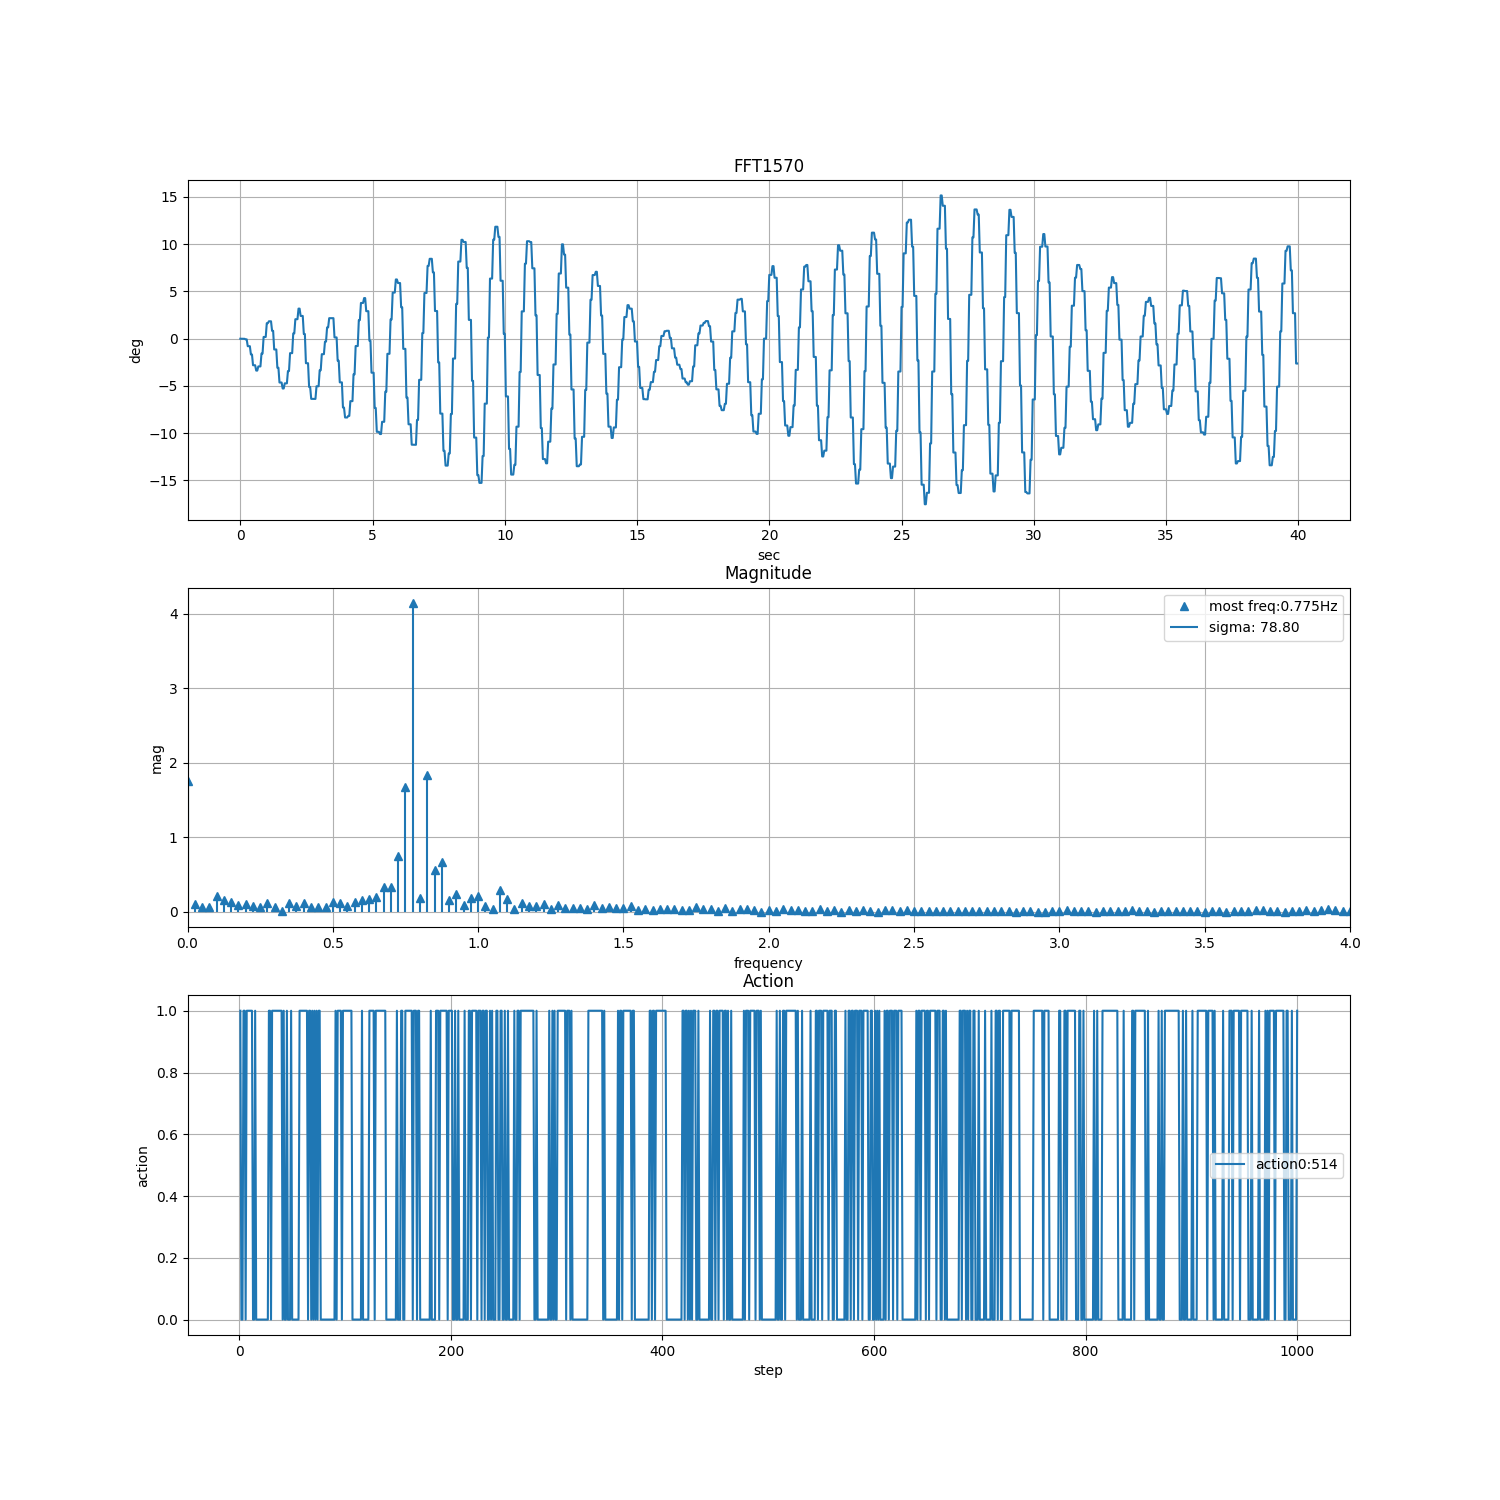 FFT1570
15
10
5
0
−5
−10
−15
deg
0 5 10 15 20 25 30 35 40
sec
Magnitude
most freq:0.775Hz
sigma: 78.80
4
3
2
1
0
mag
0.0 0.5 1.0 1.5 2.0 2.5 3.0 3.5 4.0
frequency
Action
1.0
0.8
0.6
0.4
0.2
0.0
action
action0:514
0 200 400 600 800 1000
step